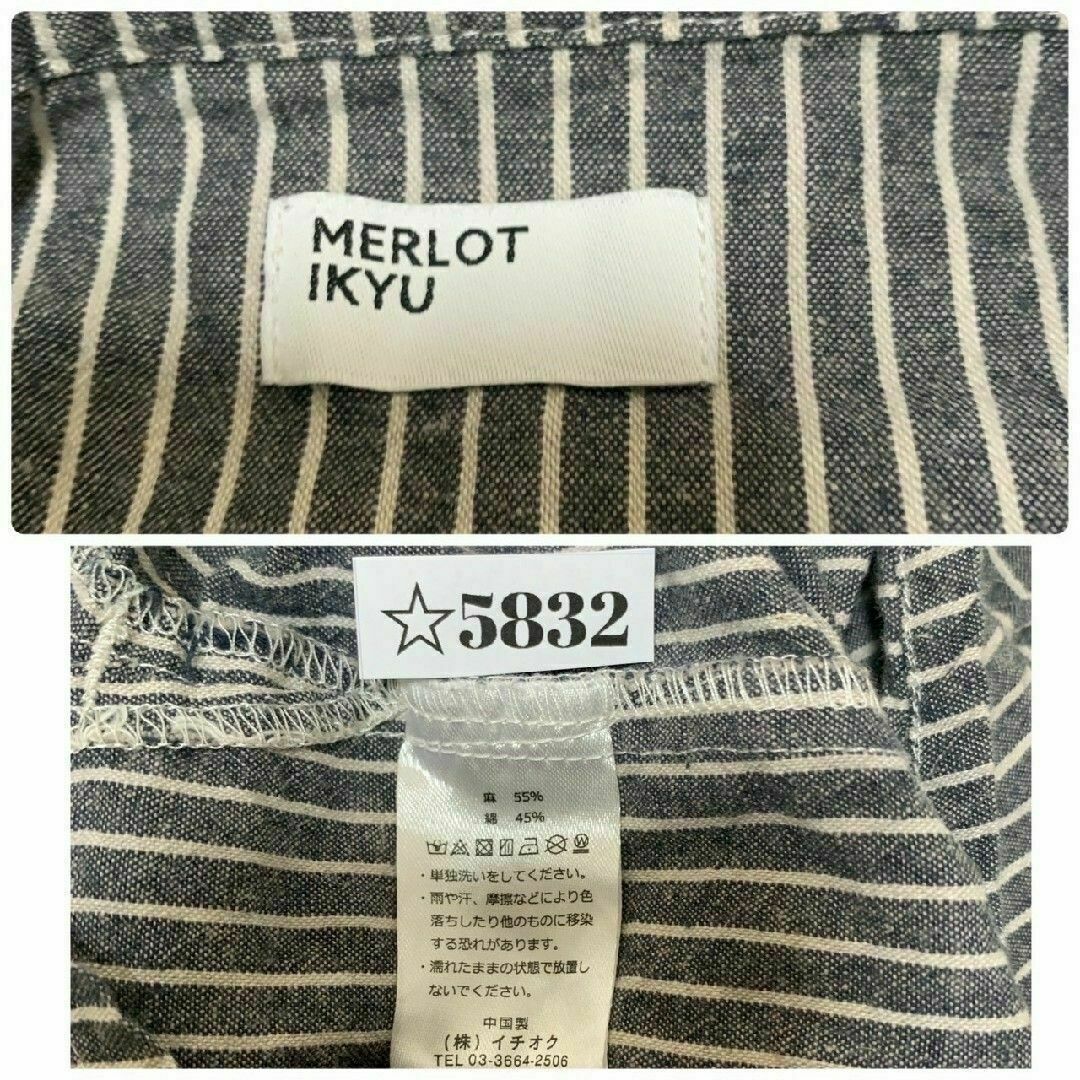 MERLOT
IKYU
☆5832
麻 55%
綿 45%
・単独洗いをしてください。
・雨や汗、摩擦などにより色
落ちしたり他のものに移染
する恐れがあります。
・濡れたままの状態で放置し
ないでください。
中国製
(株)イチオク
TEL 03-3664-2506